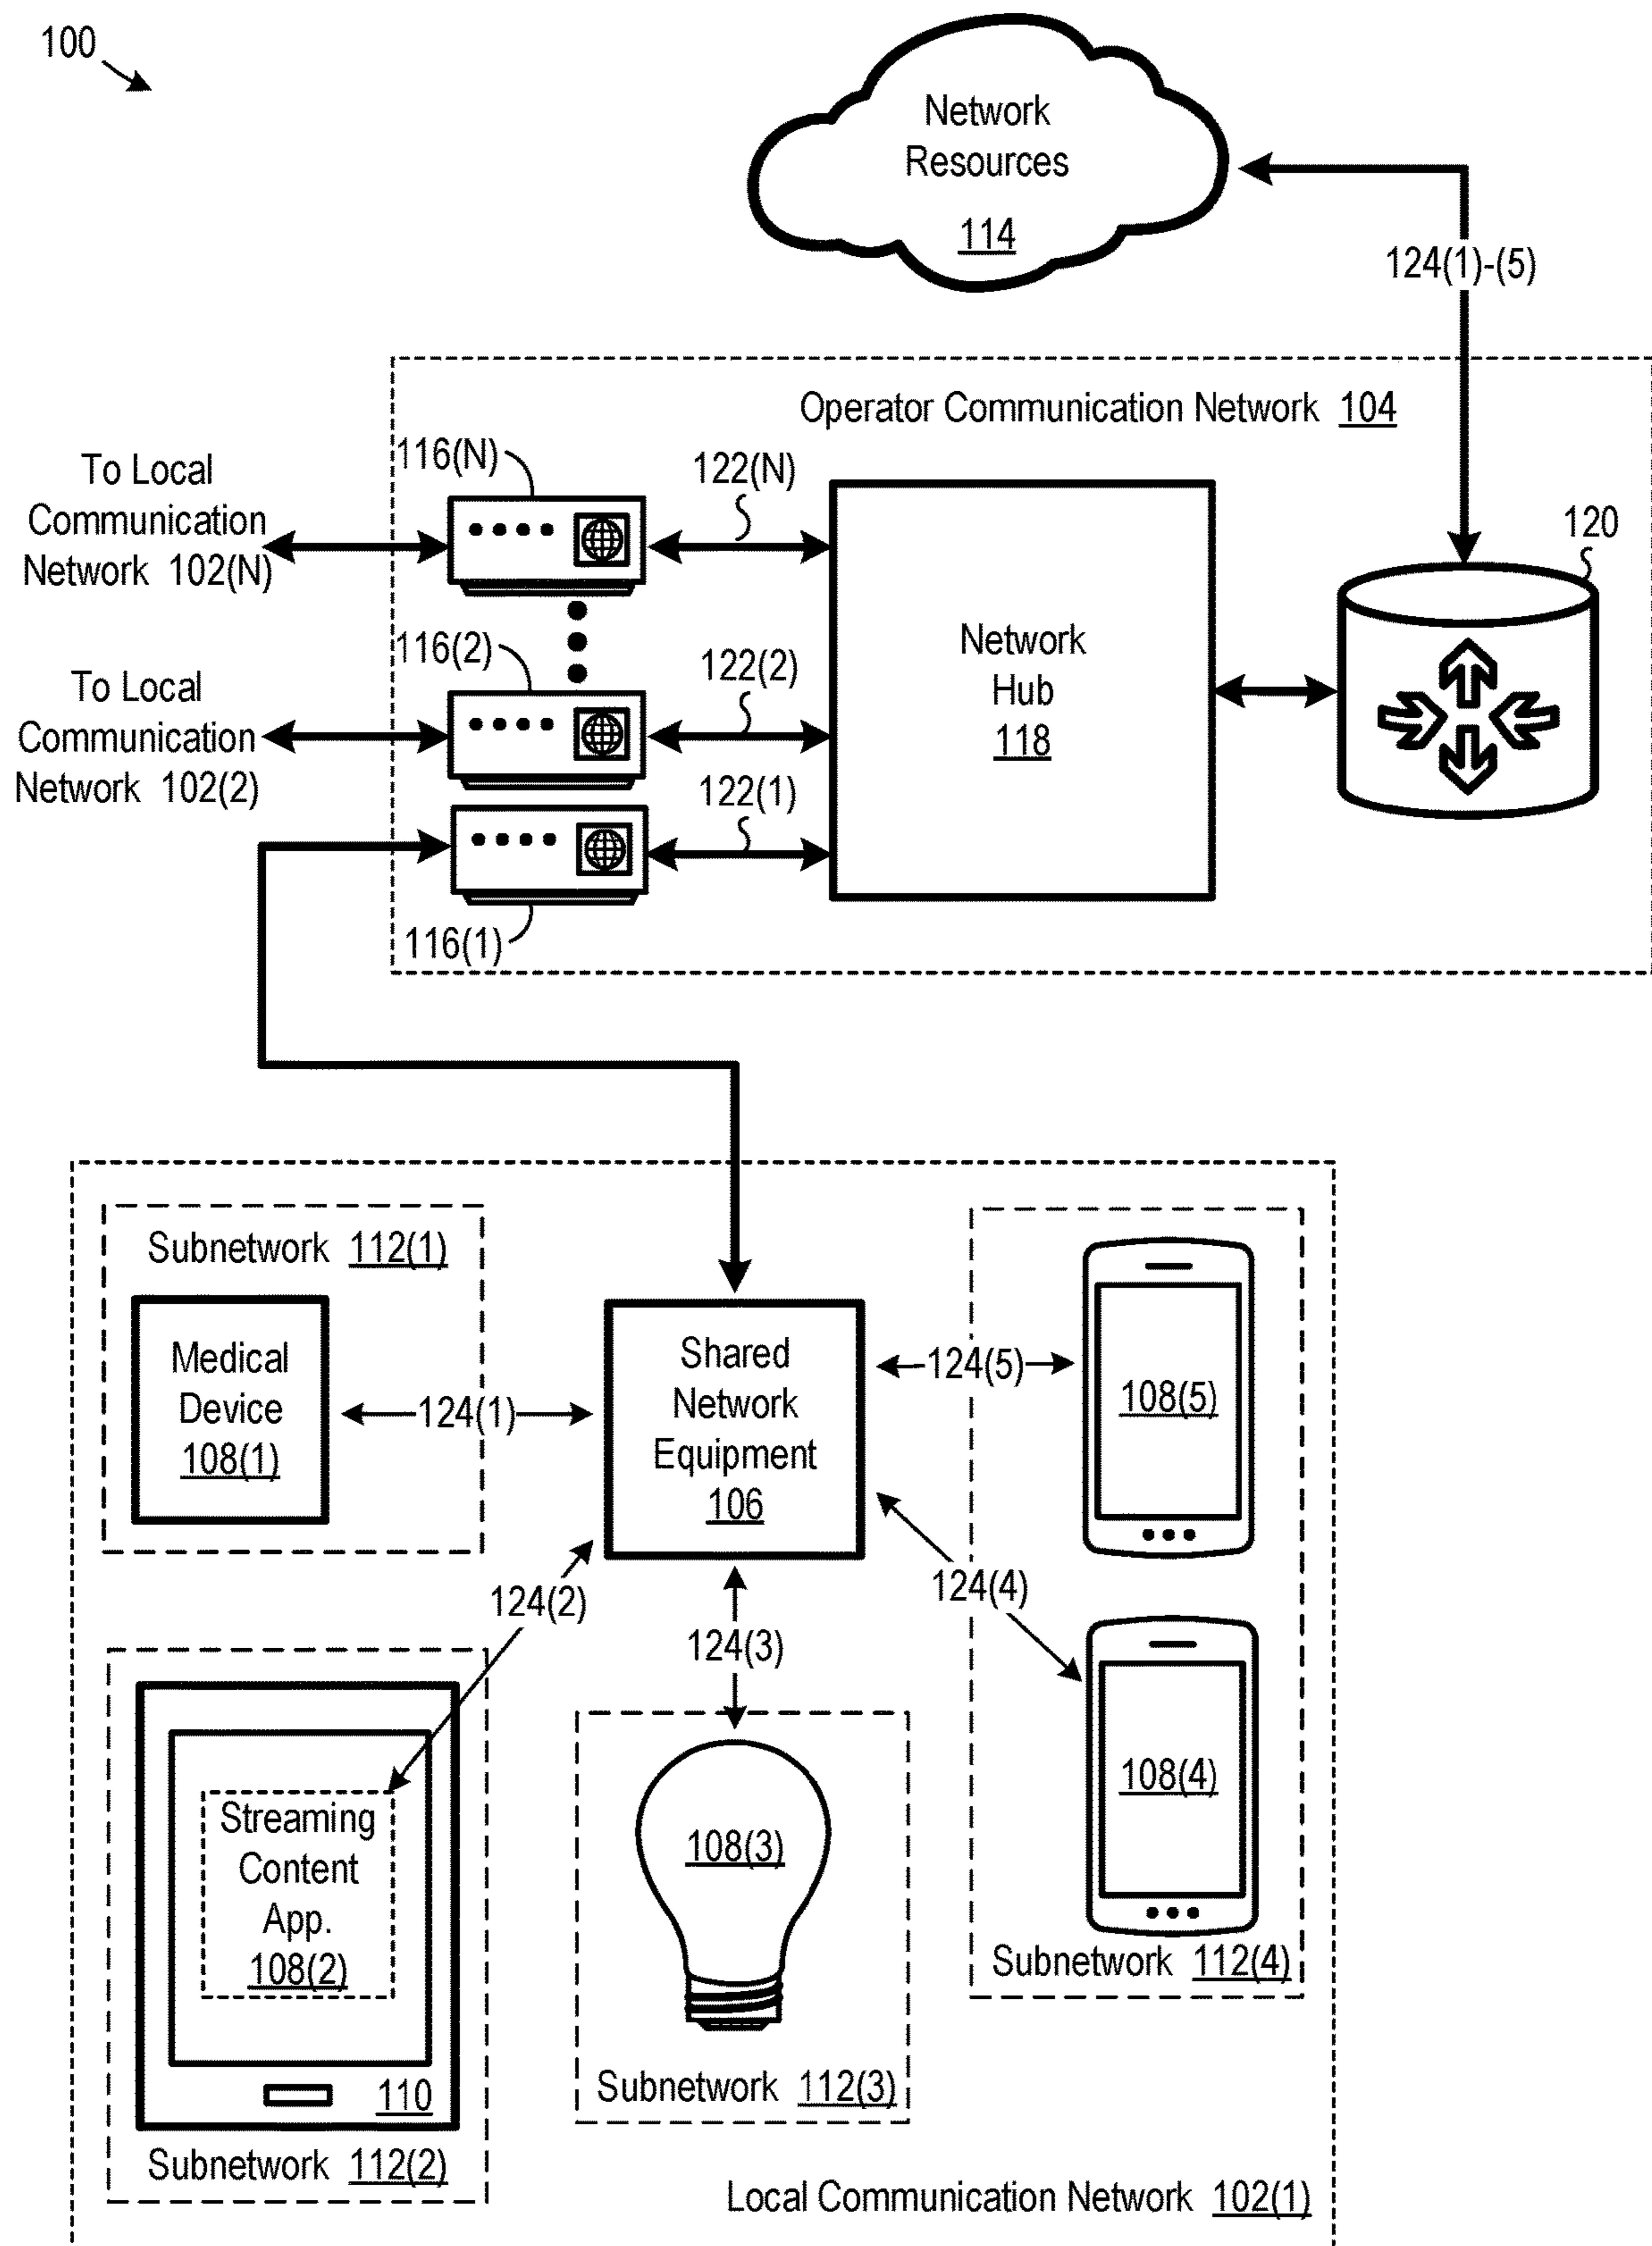 100
Network
Resources
114
124(1)-(5)
Operator Communication Network 104
116(N)
122(N)
To Local
Communication
Network 102(N)
120
116(2)
122(2)
Network
Hub
118
To Local
Communication
Network 102(2)
122(1)
116(1)
Subnetwork 112(1)
Medical
Device
108(1)
124(1)
Shared
Network
Equipment
106
124(5)
108(5)
124(2)
124(3)
124(4)
108(4)
Streaming
Content
App.
108(2)
108(3)
Subnetwork 112(4)
110
Subnetwork 112(3)
Subnetwork 112(2)
Local Communication Network 102(1)